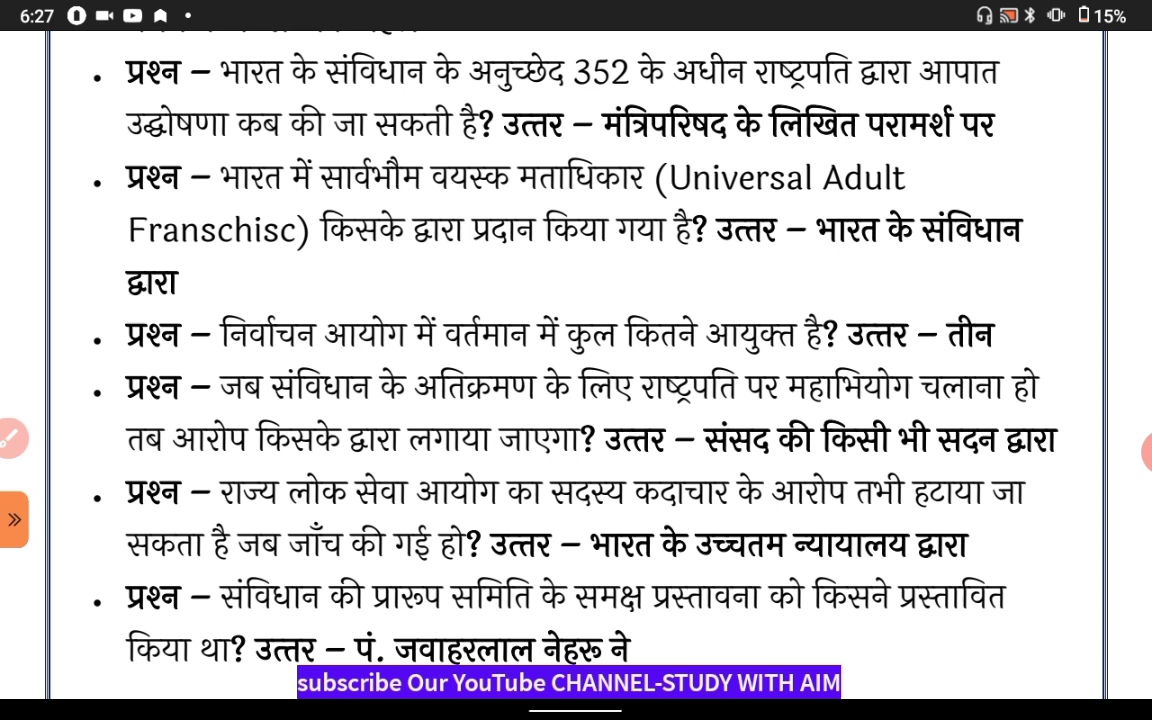 6:27 15%
प्रश्न – भारत के संविधान के अनुच्छेद 352 के अधीन राष्ट्रपति द्वारा आपात
उद्घोषणा कब की जा सकती है? उत्तर – मंत्रिपरिषद के लिखित परामर्श पर
प्रश्न – भारत में सार्वभौम वयस्क मताधिकार (Universal Adult
Franschisc) किसके द्वारा प्रदान किया गया है? उत्तर – भारत के संविधान
द्वारा
प्रश्न – निर्वाचन आयोग में वर्तमान में कुल कितने आयुक्त है? उत्तर – तीन
प्रश्न – जब संविधान के अतिक्रमण के लिए राष्ट्रपति पर महाभियोग चलाना हो
तब आरोप किसके द्वारा लगाया जाएगा? उत्तर – संसद की किसी भी सदन द्वारा
प्रश्न – राज्य लोक सेवा आयोग का सदस्य कदाचार के आरोप तभी हटाया जा
सकता है जब जाँच की गई हो? उत्तर – भारत के उच्चतम न्यायालय द्वारा
प्रश्न – संविधान की प्रारूप समिति के समक्ष प्रस्तावना को किसने प्रस्तावित
किया था? उत्तर – पं. जवाहरलाल नेहरू ने
subscribe Our YouTube CHANNEL-STUDY WITH AIM